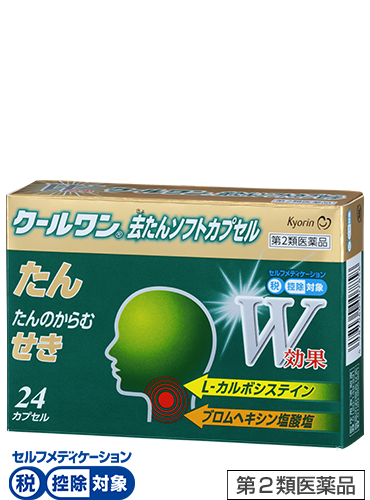 クールワン®去たんソフトカプセル
Kyorin
第2類医薬品
セルフメディケーション
税 控除 対象
たん
たんのからむ
せき
W
効果
24
カプセル
L-カルボシステイン
ブロムヘキシン塩酸塩
セルフメディケーション
税 控除 対象
第2類医薬品